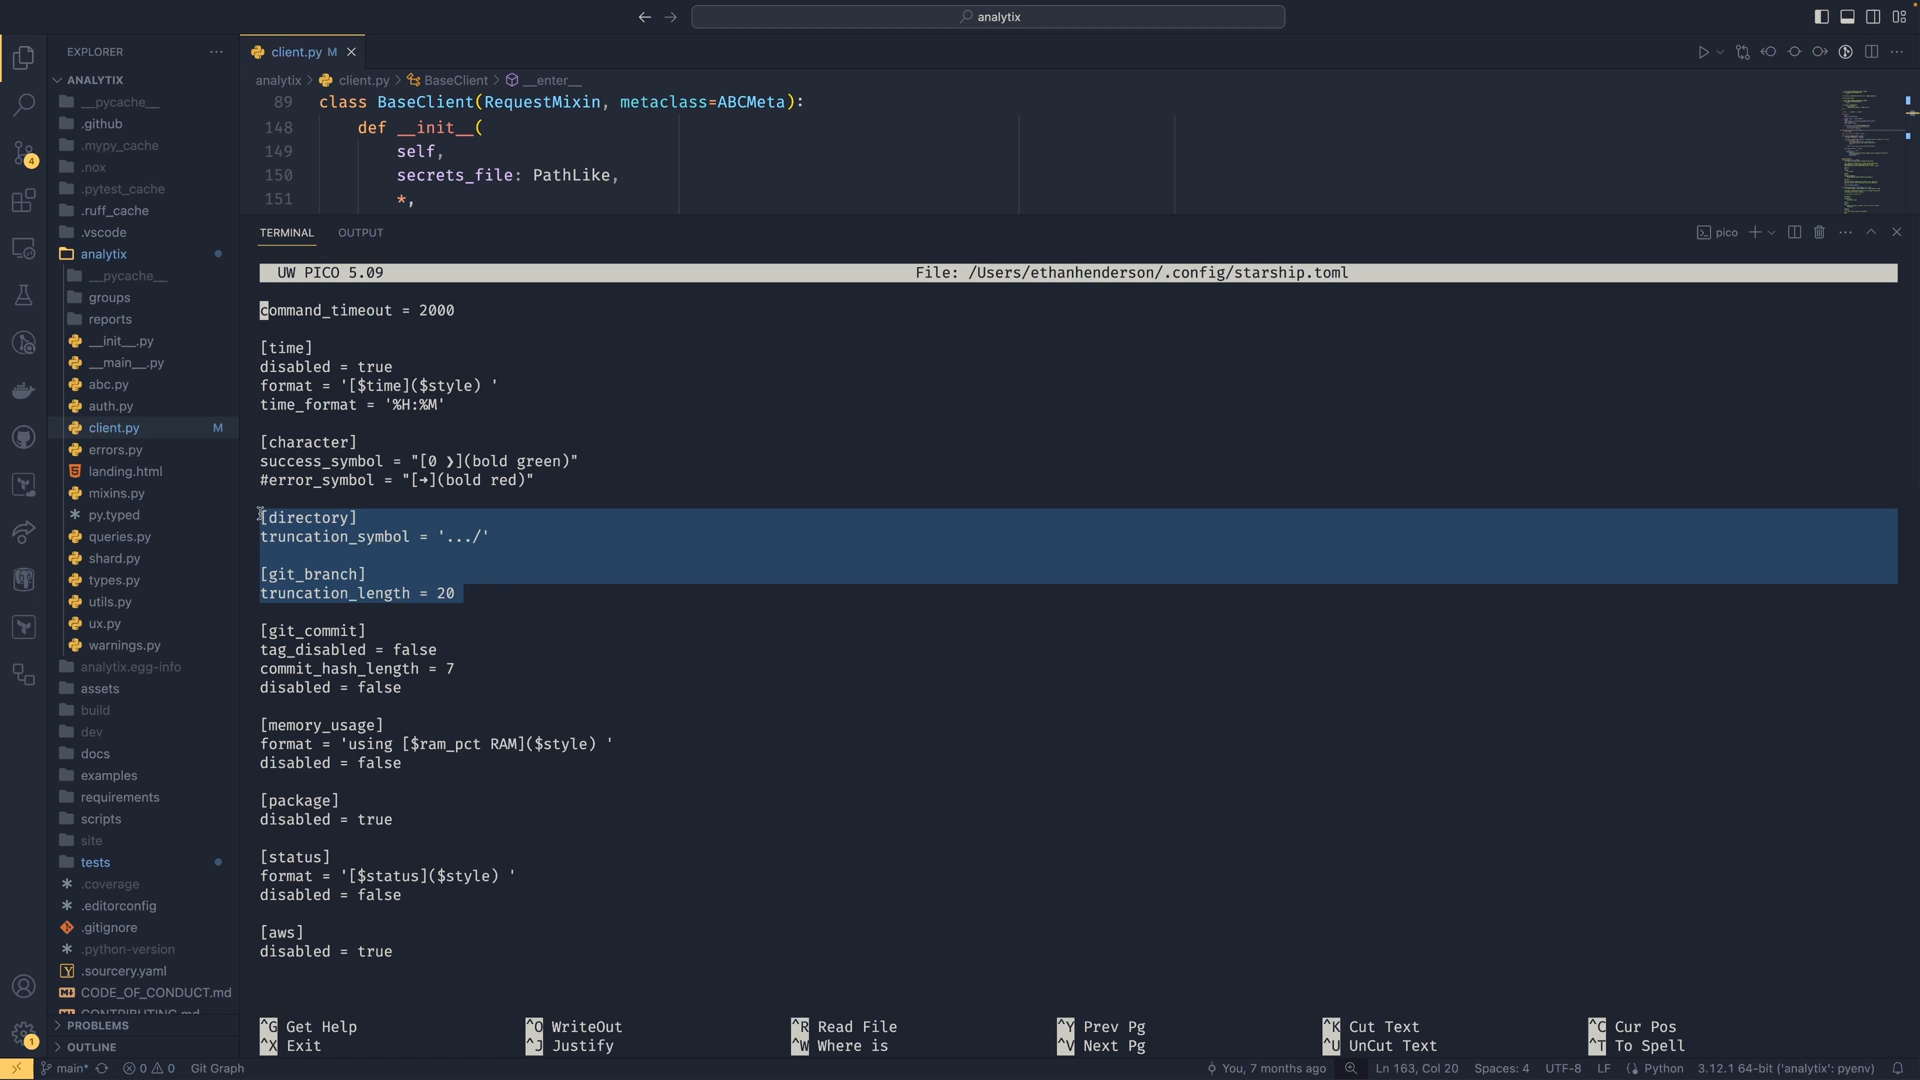 analytix
EXPLORER
client.py M
ANALYTIX
analytix > client.py > BaseClient > __enter__
__pycache__
.github
.mypy_cache
.nox
.pytest_cache
.ruff_cache
.vscode
analytix
__pycache__
groups
reports
__init__.py
__main__.py
abc.py
auth.py
client.py M
errors.py
landing.html
mixins.py
py.typed
queries.py
shard.py
types.py
utils.py
ux.py
warnings.py
analytix.egg-info
assets
build
dev
docs
examples
requirements
scripts
site
tests
.coverage
.editorconfig
.gitignore
.python-version
.sourcery.yaml
CODE_OF_CONDUCT.md
CONTRIBUTING.md
PROBLEMS
OUTLINE
4
1
89 class BaseClient(RequestMixin, metaclass=ABCMeta):
148 def __init__(
149 self,
150 secrets_file: PathLike,
151 *,
TERMINAL OUTPUT
pico
UW PICO 5.09 File: /Users/ethanhenderson/.config/starship.toml
command_timeout = 2000
[time]
disabled = true
format = '[$time]($style) '
time_format = '%H:%M'
[character]
success_symbol = "[0 ❯](bold green)"
#error_symbol = "[➜](bold red)"
[directory]
truncation_symbol = '.../'
[git_branch]
truncation_length = 20
[git_commit]
tag_disabled = false
commit_hash_length = 7
disabled = false
[memory_usage]
format = 'using [$ram_pct RAM]($style) '
disabled = false
[package]
disabled = true
[status]
format = '[$status]($style) '
disabled = false
[aws]
disabled = true
^G Get Help ^O WriteOut ^R Read File ^Y Prev Pg ^K Cut Text ^C Cur Pos
^X Exit ^J Justify ^W Where is ^V Next Pg ^U UnCut Text ^T To Spell
main* 0 0 Git Graph You, 7 months ago Ln 163, Col 20 Spaces: 4 UTF-8 LF Python 3.12.1 64-bit ('analytix': pyenv)